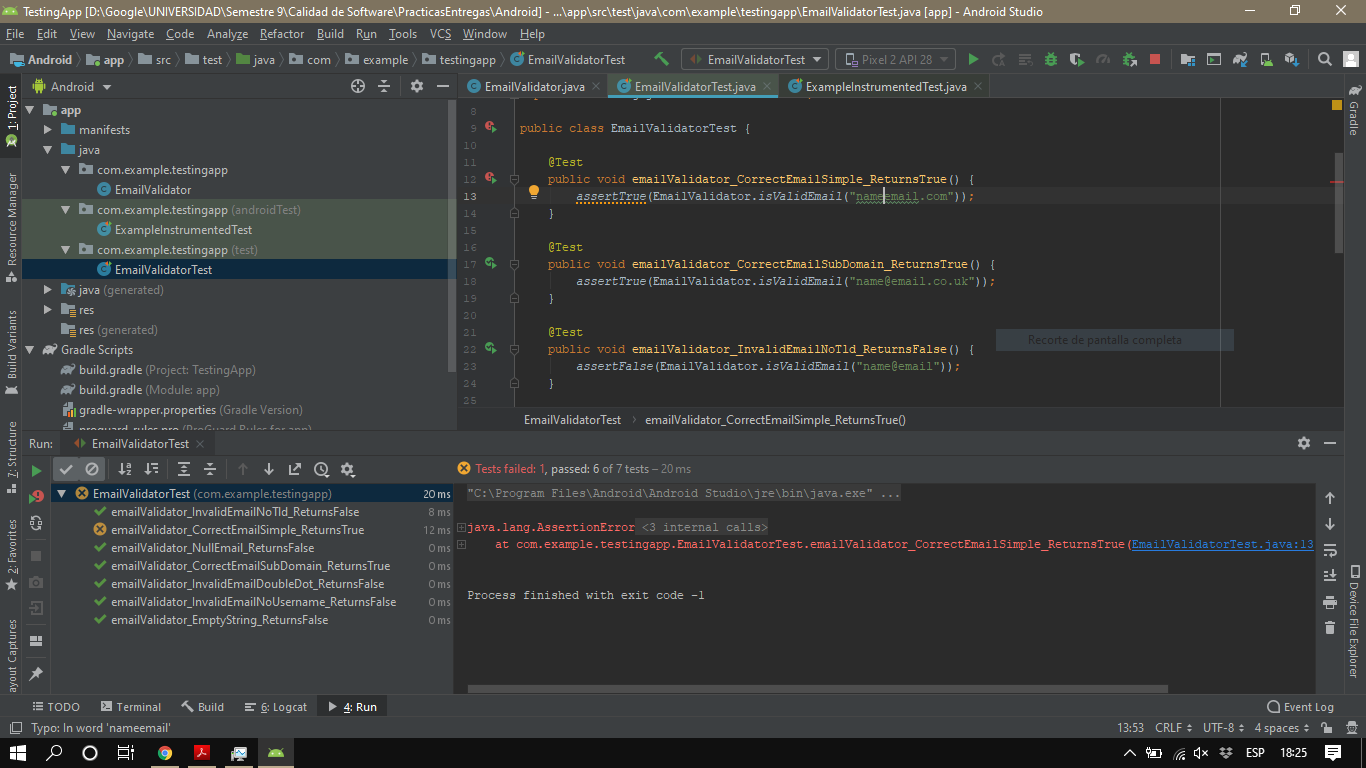 TestingApp [D:\Google\UNIVERSIDAD\Semestre 9\Calidad de Software\PracticasEntregas\Android] - ...\app\src\test\java\com\example\testingapp\EmailValidatorTest.java [app] - Android Studio
File Edit View Navigate Code Analyze Refactor Build Run Tools VCS Window Help
Android app src test java com example testingapp EmailValidatorTest EmailValidatorTest Pixel 2 API 28
Android
EmailValidator.java EmailValidatorTest.java ExampleInstrumentedTest.java
1: Project
Resource Manager
Build Variants
7: Structure
2: Favorites
ayout Captures
app
manifests
java
com.example.testingapp
EmailValidator
com.example.testingapp (androidTest)
ExampleInstrumentedTest
com.example.testingapp (test)
EmailValidatorTest
java (generated)
res
res (generated)
Gradle Scripts
build.gradle (Project: TestingApp)
build.gradle (Module: app)
gradle-wrapper.properties (Gradle Version)
proguard-rules.pro (ProGuard Rules for app)
8
9 public class EmailValidatorTest {
10
11 @Test
12 public void emailValidator_CorrectEmailSimple_ReturnsTrue() {
13 assertTrue(EmailValidator.isValidEmail("nameemail.com"));
14 }
15
16 @Test
17 public void emailValidator_CorrectEmailSubDomain_ReturnsTrue() {
18 assertTrue(EmailValidator.isValidEmail("name@email.co.uk"));
19 }
20
21 @Test
22 public void emailValidator_InvalidEmailNoTld_ReturnsFalse() {
23 assertFalse(EmailValidator.isValidEmail("name@email"));
24 }
25
Recorte de pantalla completa
EmailValidatorTest emailValidator_CorrectEmailSimple_ReturnsTrue()
Gradle
Device File Explorer
Run: EmailValidatorTest
Tests failed: 1, passed: 6 of 7 tests – 20 ms
EmailValidatorTest (com.example.testingapp) 20 ms
emailValidator_InvalidEmailNoTld_ReturnsFalse 8 ms
emailValidator_CorrectEmailSimple_ReturnsTrue 12 ms
emailValidator_NullEmail_ReturnsFalse 0 ms
emailValidator_CorrectEmailSubDomain_ReturnsTrue 0 ms
emailValidator_InvalidEmailDoubleDot_ReturnsFalse 0 ms
emailValidator_InvalidEmailNoUsername_ReturnsFalse 0 ms
emailValidator_EmptyString_ReturnsFalse 0 ms
"C:\Program Files\Android\Android Studio\jre\bin\java.exe" ...
java.lang.AssertionError <3 internal calls>
at com.example.testingapp.EmailValidatorTest.emailValidator_CorrectEmailSimple_ReturnsTrue(EmailValidatorTest.java:13
Process finished with exit code -1
TODO Terminal Build 6: Logcat 4: Run Event Log
Typo: In word 'nameemail' 13:53 CRLF UTF-8 4 spaces
ESP 18:25